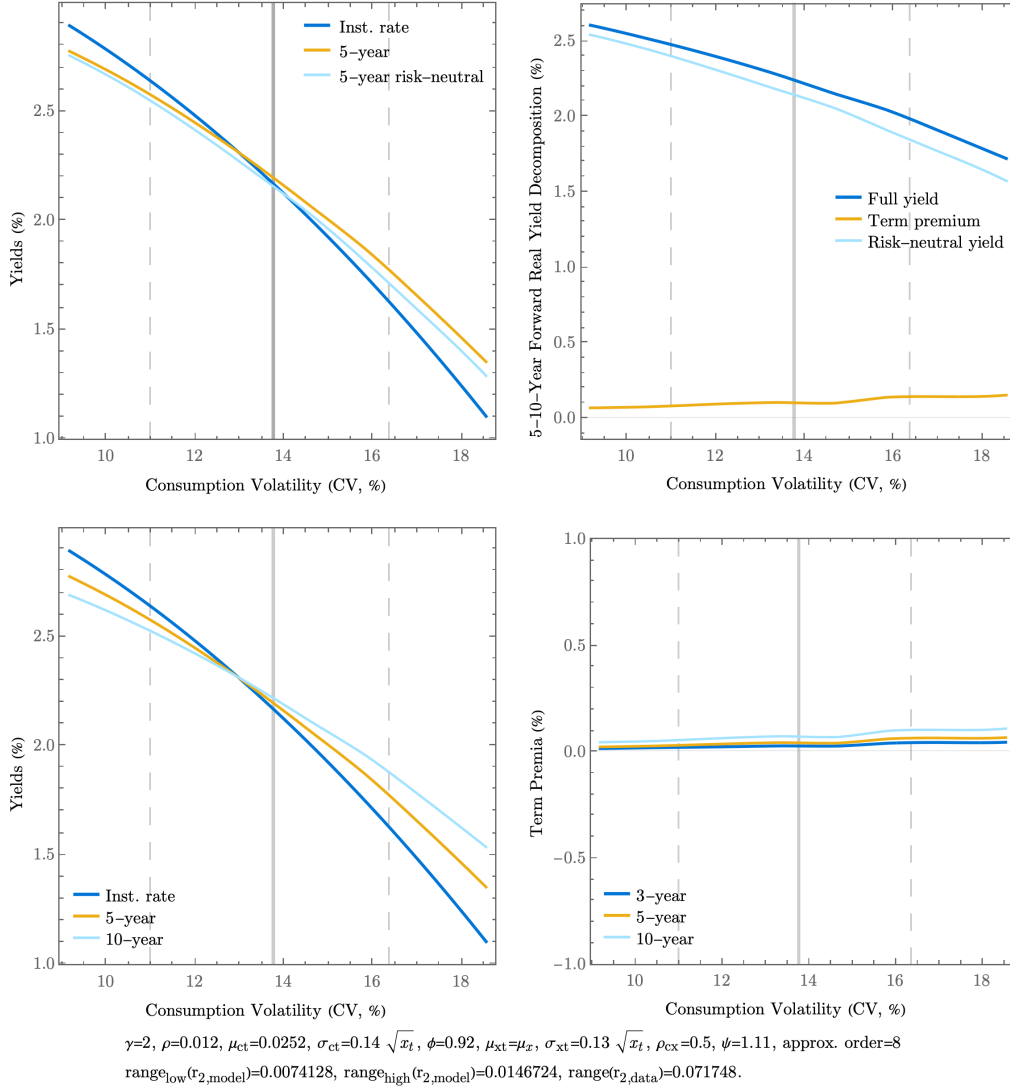 Inst. rate
5-year
5-year risk-neutral
Yields (%)
2.5
2.0
1.5
1.0
10 12 14 16 18
Consumption Volatility (CV, %)
5-10-Year Forward Real Yield Decomposition (%)
2.5
2.0
1.5
1.0
0.5
0.0
Full yield
Term premium
Risk-neutral yield
10 12 14 16 18
Consumption Volatility (CV, %)
Yields (%)
2.5
2.0
1.5
1.0
Inst. rate
5-year
10-year
10 12 14 16 18
Consumption Volatility (CV, %)
Term Premia (%)
1.0
0.5
0.0
-0.5
-1.0
3-year
5-year
10-year
10 12 14 16 18
Consumption Volatility (CV, %)
γ=2, ρ=0.012, μct=0.0252, σct=0.14 √xt, ϕ=0.92, μxt=μx, σxt=0.13 √xt, ρcx=0.5, ψ=1.11, approx. order=8
rangelow(r2,model)=0.0074128, rangehigh(r2,model)=0.0146724, range(r2,data)=0.071748.